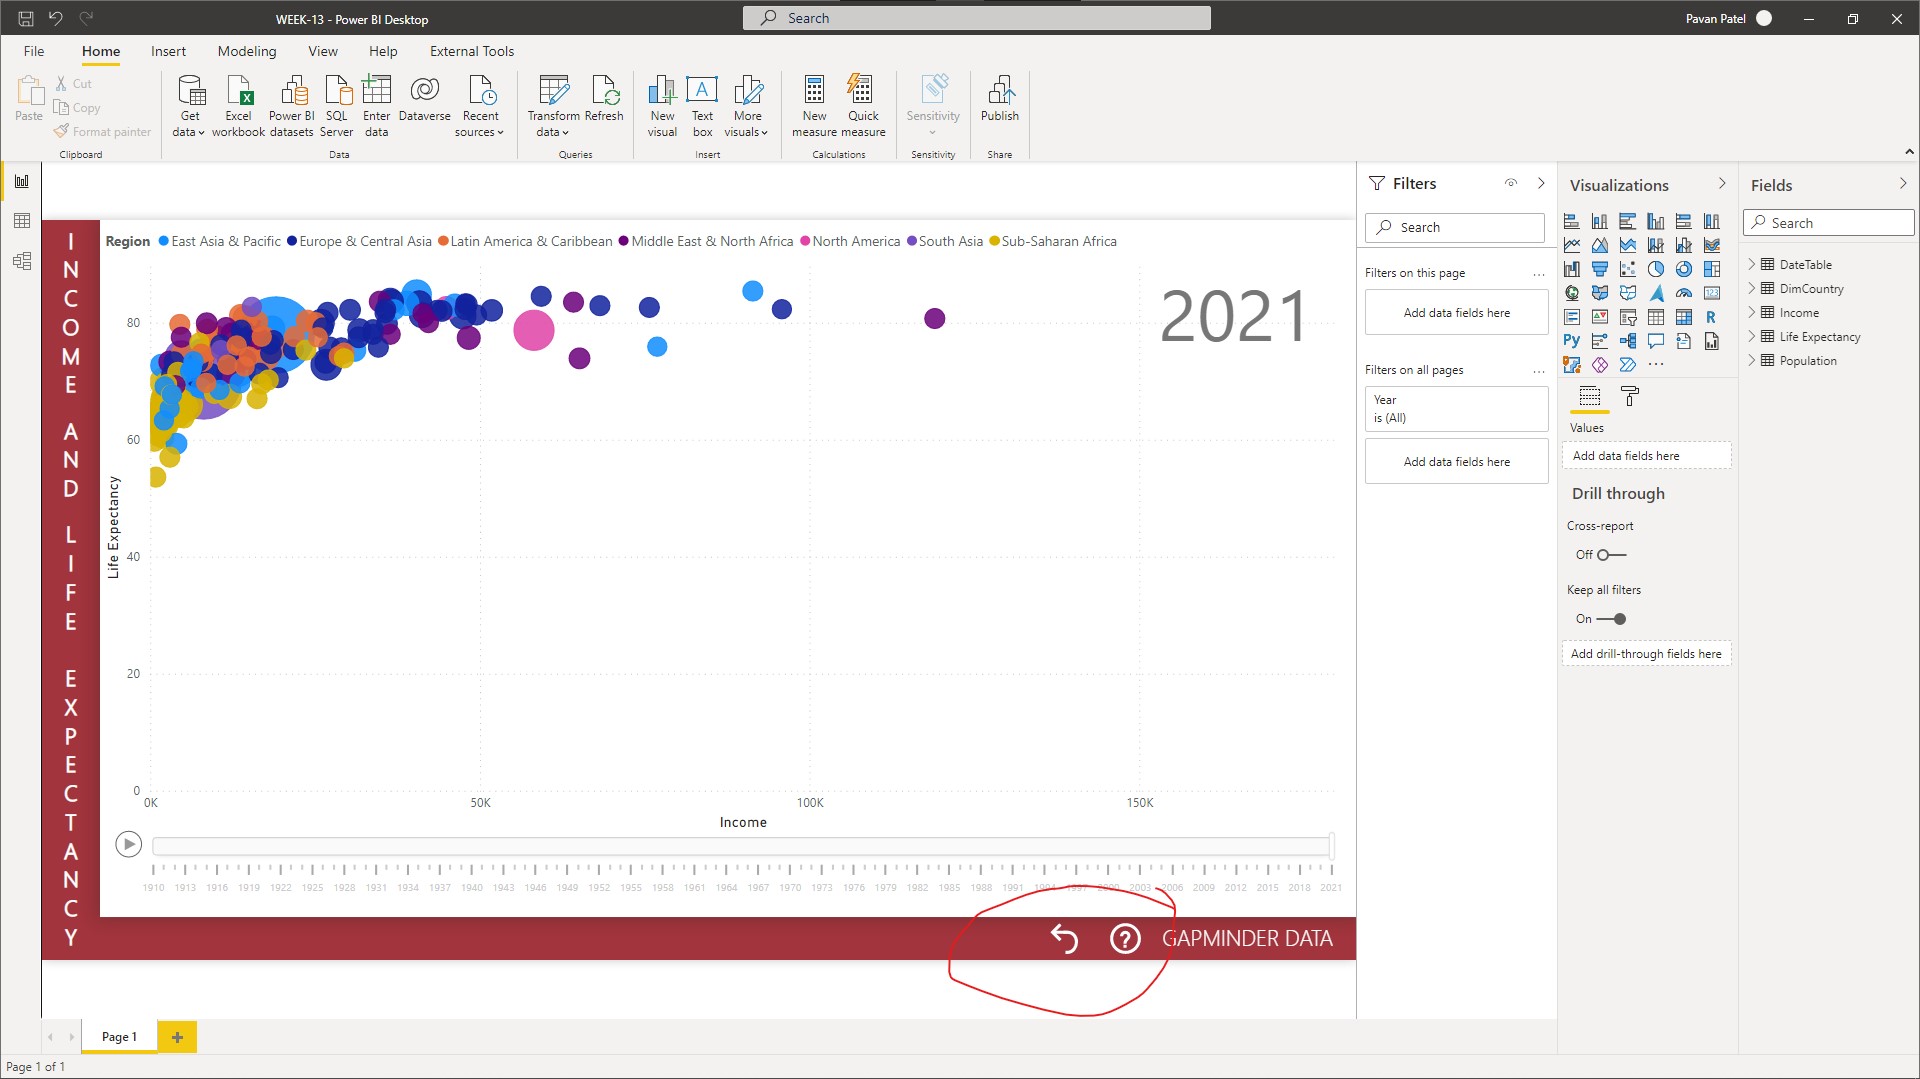 WEEK-13 - Power BI Desktop
Search
Pavan Patel
File Home Insert Modeling View Help External Tools
Paste
Cut
Copy
Format painter
Clipboard
Get data
Excel workbook
Power BI datasets
SQL Server
Enter data
Dataverse
Recent sources
Data
Transform data
Refresh
Queries
New visual
Text box
More visuals
Insert
New measure
Quick measure
Calculations
Sensitivity
Sensitivity
Publish
Share
INCOME AND LIFE EXPECTANCY
Region East Asia & Pacific Europe & Central Asia Latin America & Caribbean Middle East & North Africa North America South Asia Sub-Saharan Africa
2021
80
60
40
20
0
Life Expectancy
0K 50K 100K 150K
Income
1910 1913 1916 1919 1922 1925 1928 1931 1934 1937 1940 1943 1946 1949 1952 1955 1958 1961 1964 1967 1970 1973 1976 1979 1982 1985 1988 1991 1994 1997 2000 2003 2006 2009 2012 2015 2018 2021
? GAPMINDER DATA
Filters
Search
Filters on this page ...
Add data fields here
Filters on all pages ...
Year
is (All)
Add data fields here
Visualizations
123
R
Py
...
Values
Add data fields here
Drill through
Cross-report
Off
Keep all filters
On
Add drill-through fields here
Fields
Search
DateTable
DimCountry
Income
Life Expectancy
Population
Page 1
+
Page 1 of 1